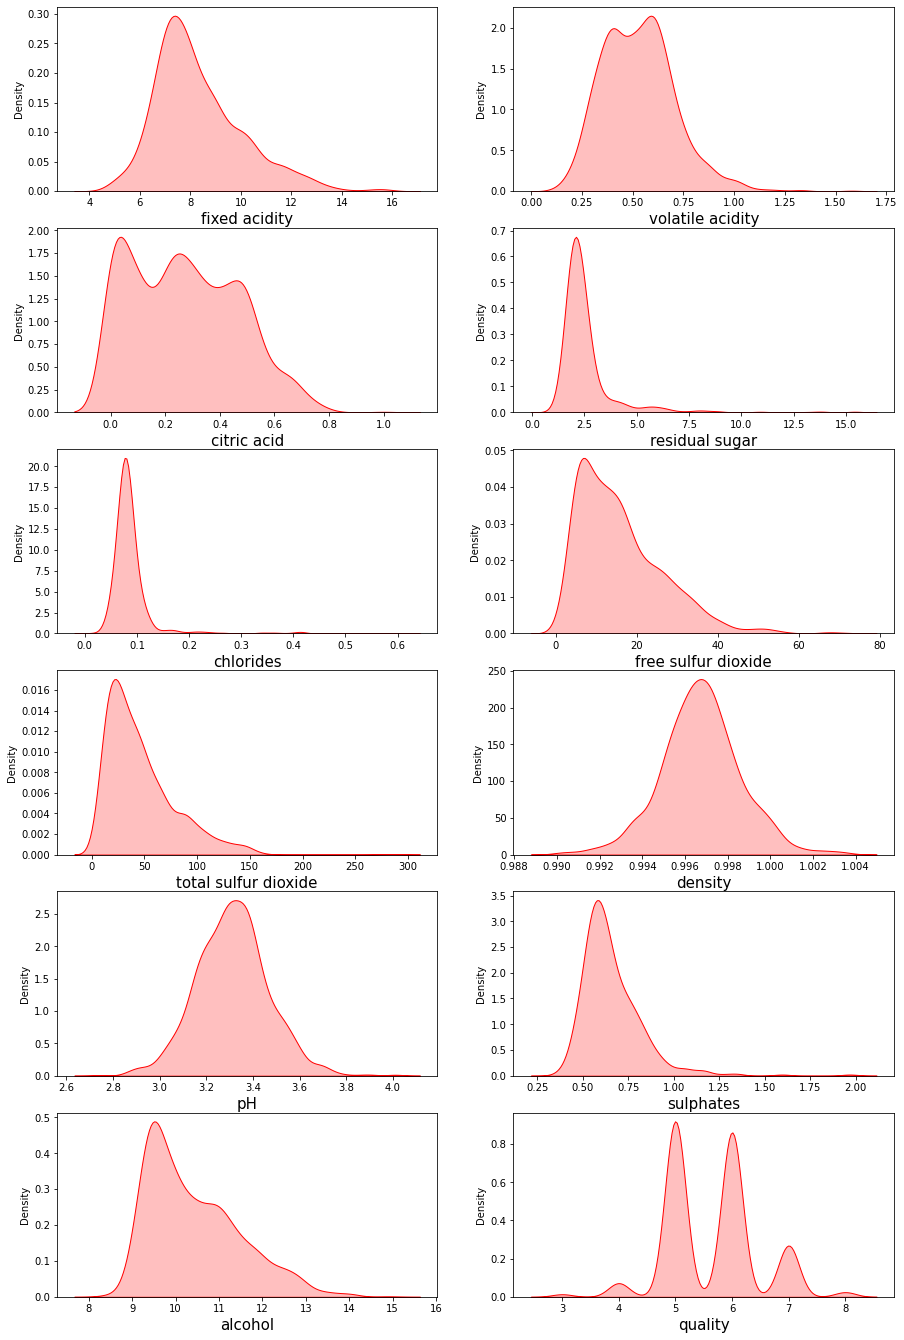 0.30
0.25
0.20
0.15
0.10
0.05
0.00
Density
4 6 8 10 12 14 16
fixed acidity
2.0
1.5
1.0
0.5
0.0
Density
0.00 0.25 0.50 0.75 1.00 1.25 1.50 1.75
volatile acidity
2.00
1.75
1.50
1.25
1.00
0.75
0.50
0.25
0.00
Density
0.0 0.2 0.4 0.6 0.8 1.0
citric acid
0.7
0.6
0.5
0.4
0.3
0.2
0.1
0.0
Density
0.0 2.5 5.0 7.5 10.0 12.5 15.0
residual sugar
20.0
17.5
15.0
12.5
10.0
7.5
5.0
2.5
0.0
Density
0.0 0.1 0.2 0.3 0.4 0.5 0.6
chlorides
0.05
0.04
0.03
0.02
0.01
0.00
Density
0 20 40 60 80
free sulfur dioxide
0.016
0.014
0.012
0.010
0.008
0.006
0.004
0.002
0.000
Density
0 50 100 150 200 250 300
total sulfur dioxide
250
200
150
100
50
0
Density
0.988 0.990 0.992 0.994 0.996 0.998 1.000 1.002 1.004
density
2.5
2.0
1.5
1.0
0.5
0.0
Density
2.6 2.8 3.0 3.2 3.4 3.6 3.8 4.0
pH
3.5
3.0
2.5
2.0
1.5
1.0
0.5
0.0
Density
0.25 0.50 0.75 1.00 1.25 1.50 1.75 2.00
sulphates
0.5
0.4
0.3
0.2
0.1
0.0
Density
8 9 10 11 12 13 14 15 16
alcohol
0.8
0.6
0.4
0.2
0.0
Density
3 4 5 6 7 8
quality